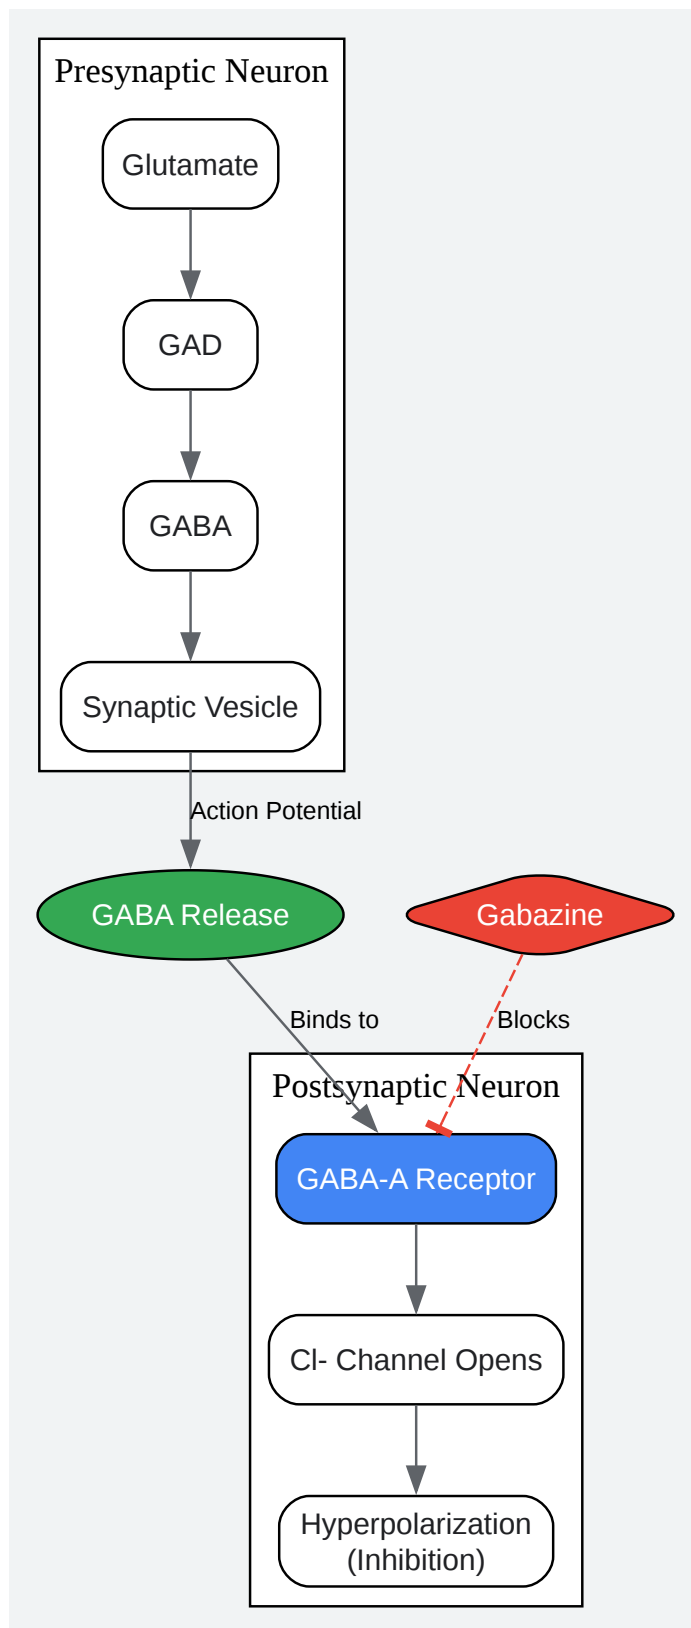 Presynaptic Neuron
Glutamate
GAD
GABA
Synaptic Vesicle
Action Potential
GABA Release
Gabazine
Binds to
Blocks
Postsynaptic Neuron
GABA-A Receptor
Cl- Channel Opens
Hyperpolarization
(Inhibition)